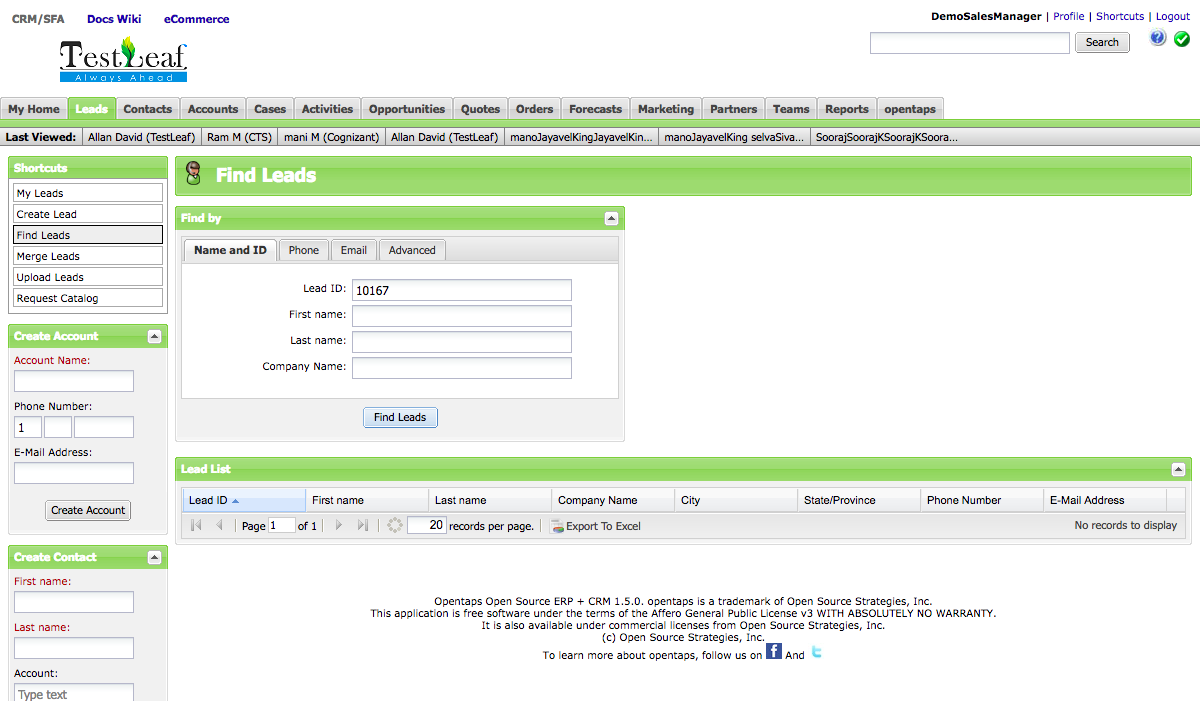 CRM/SFA Docs Wiki eCommerce
DemoSalesManager | Profile | Shortcuts | Logout
TestLeaf
Always Ahead
Search
?
My Home Leads Contacts Accounts Cases Activities Opportunities Quotes Orders Forecasts Marketing Partners Teams Reports opentaps
Last Viewed: Allan David (TestLeaf) Ram M (CTS) mani M (Cognizant) Allan David (TestLeaf) manoJayavelKingJayavelKin... manoJayavelKing selvaSiva... SoorajSoorajKSoorajKSoora...
Shortcuts
My Leads
Create Lead
Find Leads
Merge Leads
Upload Leads
Request Catalog
Create Account
Account Name:
Phone Number:
1
E-Mail Address:
Create Account
Create Contact
First name:
Last name:
Account:
Type text
Find Leads
Find by
Name and ID Phone Email Advanced
Lead ID: 10167
First name:
Last name:
Company Name:
Find Leads
Lead List
Lead ID First name Last name Company Name City State/Province Phone Number E-Mail Address
Page 1 of 1 20 records per page. Export To Excel No records to display
Opentaps Open Source ERP + CRM 1.5.0. opentaps is a trademark of Open Source Strategies, Inc.
This application is free software under the terms of the Affero General Public License v3 WITH ABSOLUTELY NO WARRANTY.
It is also available under commercial licenses from Open Source Strategies, Inc.
(c) Open Source Strategies, Inc.
To learn more about opentaps, follow us on f And t